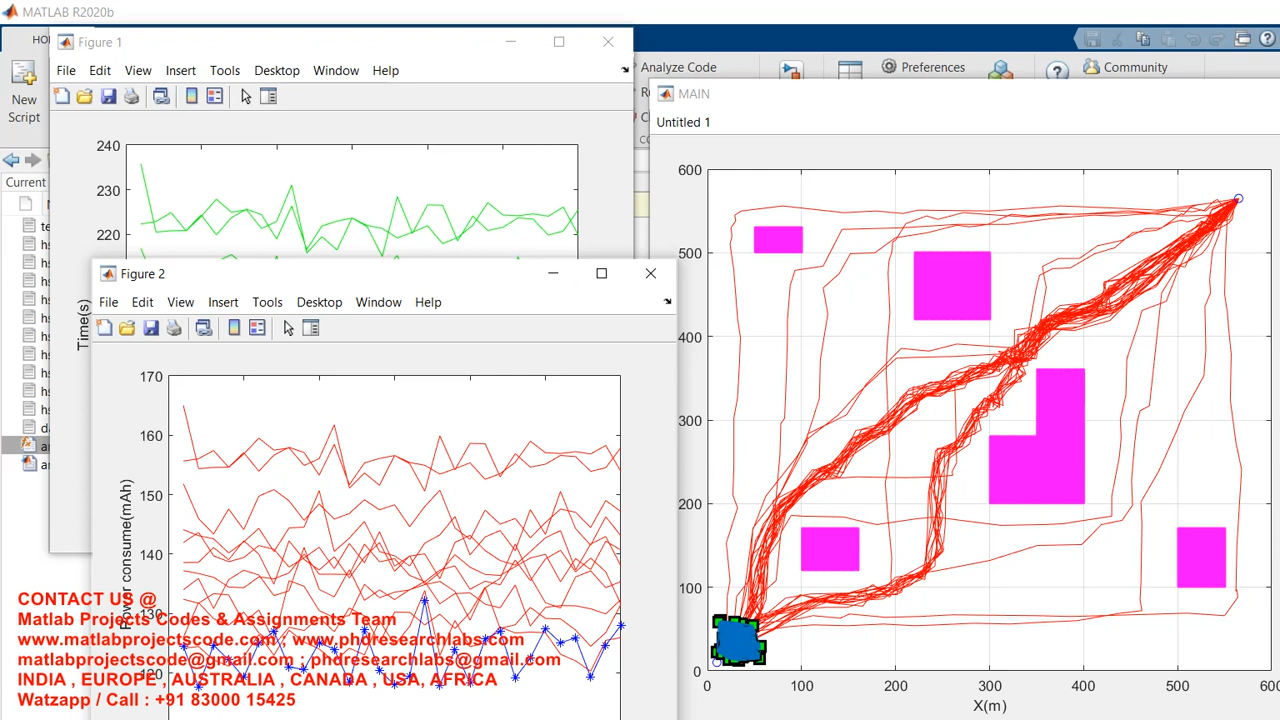 MATLAB R2020b
HO
New
Script
Current
Analyze Code
Preferences
Community
Figure 1
File Edit View Insert Tools Desktop Window Help
240
230
220
Time(s)
Figure 2
File Edit View Insert Tools Desktop Window Help
170
160
150
140
130
120
Power consume(mAh)
MAIN
Untitled 1
600
500
400
300
200
100
0
0 100 200 300 400 500 600
X(m)
CONTACT US @
Matlab Projects Codes & Assignments Team
www.matlabprojectscode.com ; www.phdresearchlabs.com
matlabprojectscode@gmail.com ; phdresearchlabs@gmail.com
INDIA , EUROPE , AUSTRALIA , CANADA , USA, AFRICA
Watzapp / Call : +91 83000 15425